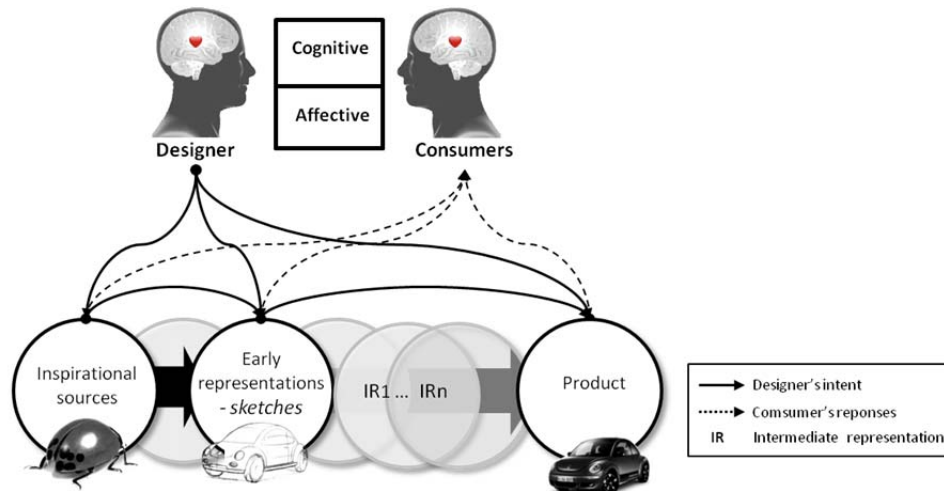 Cognitive
Affective
Designer
Consumers
Inspirational
sources
Early
representations
- sketches
IR1 ... IRn
Product
Designer's intent
Comsumer's reponses
IR Intermediate representation